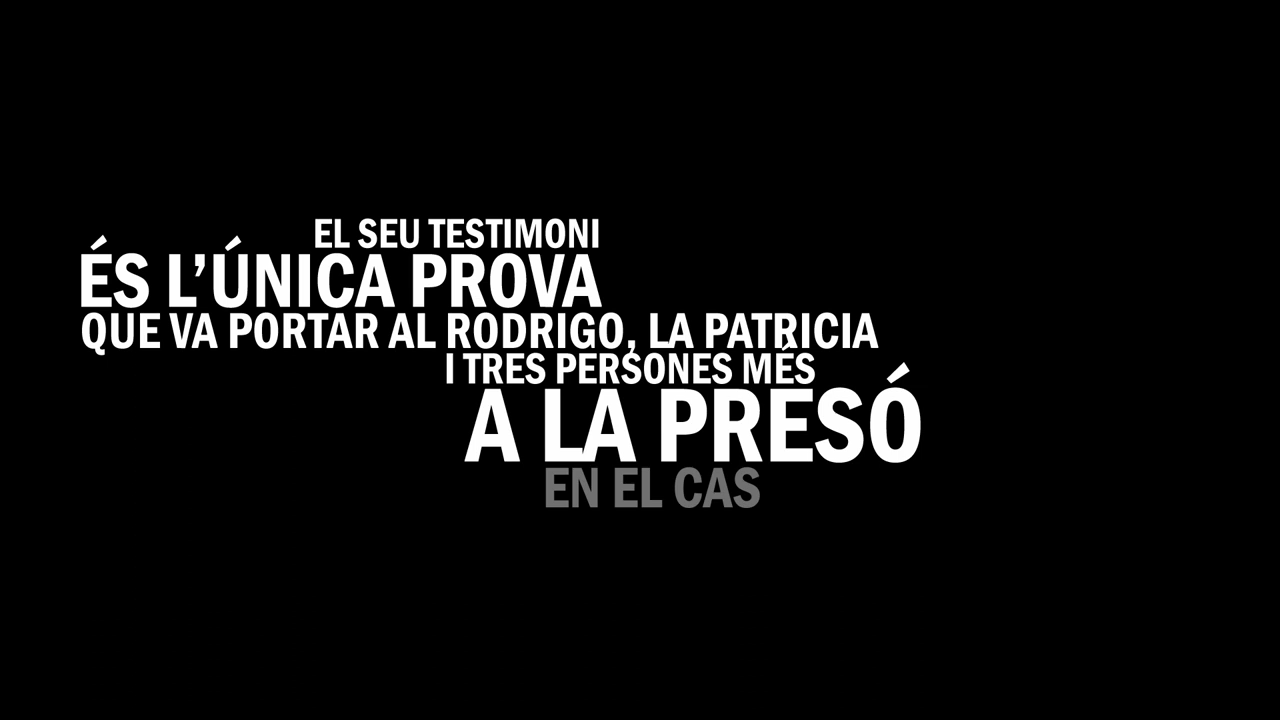 EL SEU TESTIMONI
ÉS L’ÚNICA PROVA
QUE VA PORTAR AL RODRIGO, LA PATRICIA
I TRES PERSONES MÉS
A LA PRESÓ
EN EL CAS